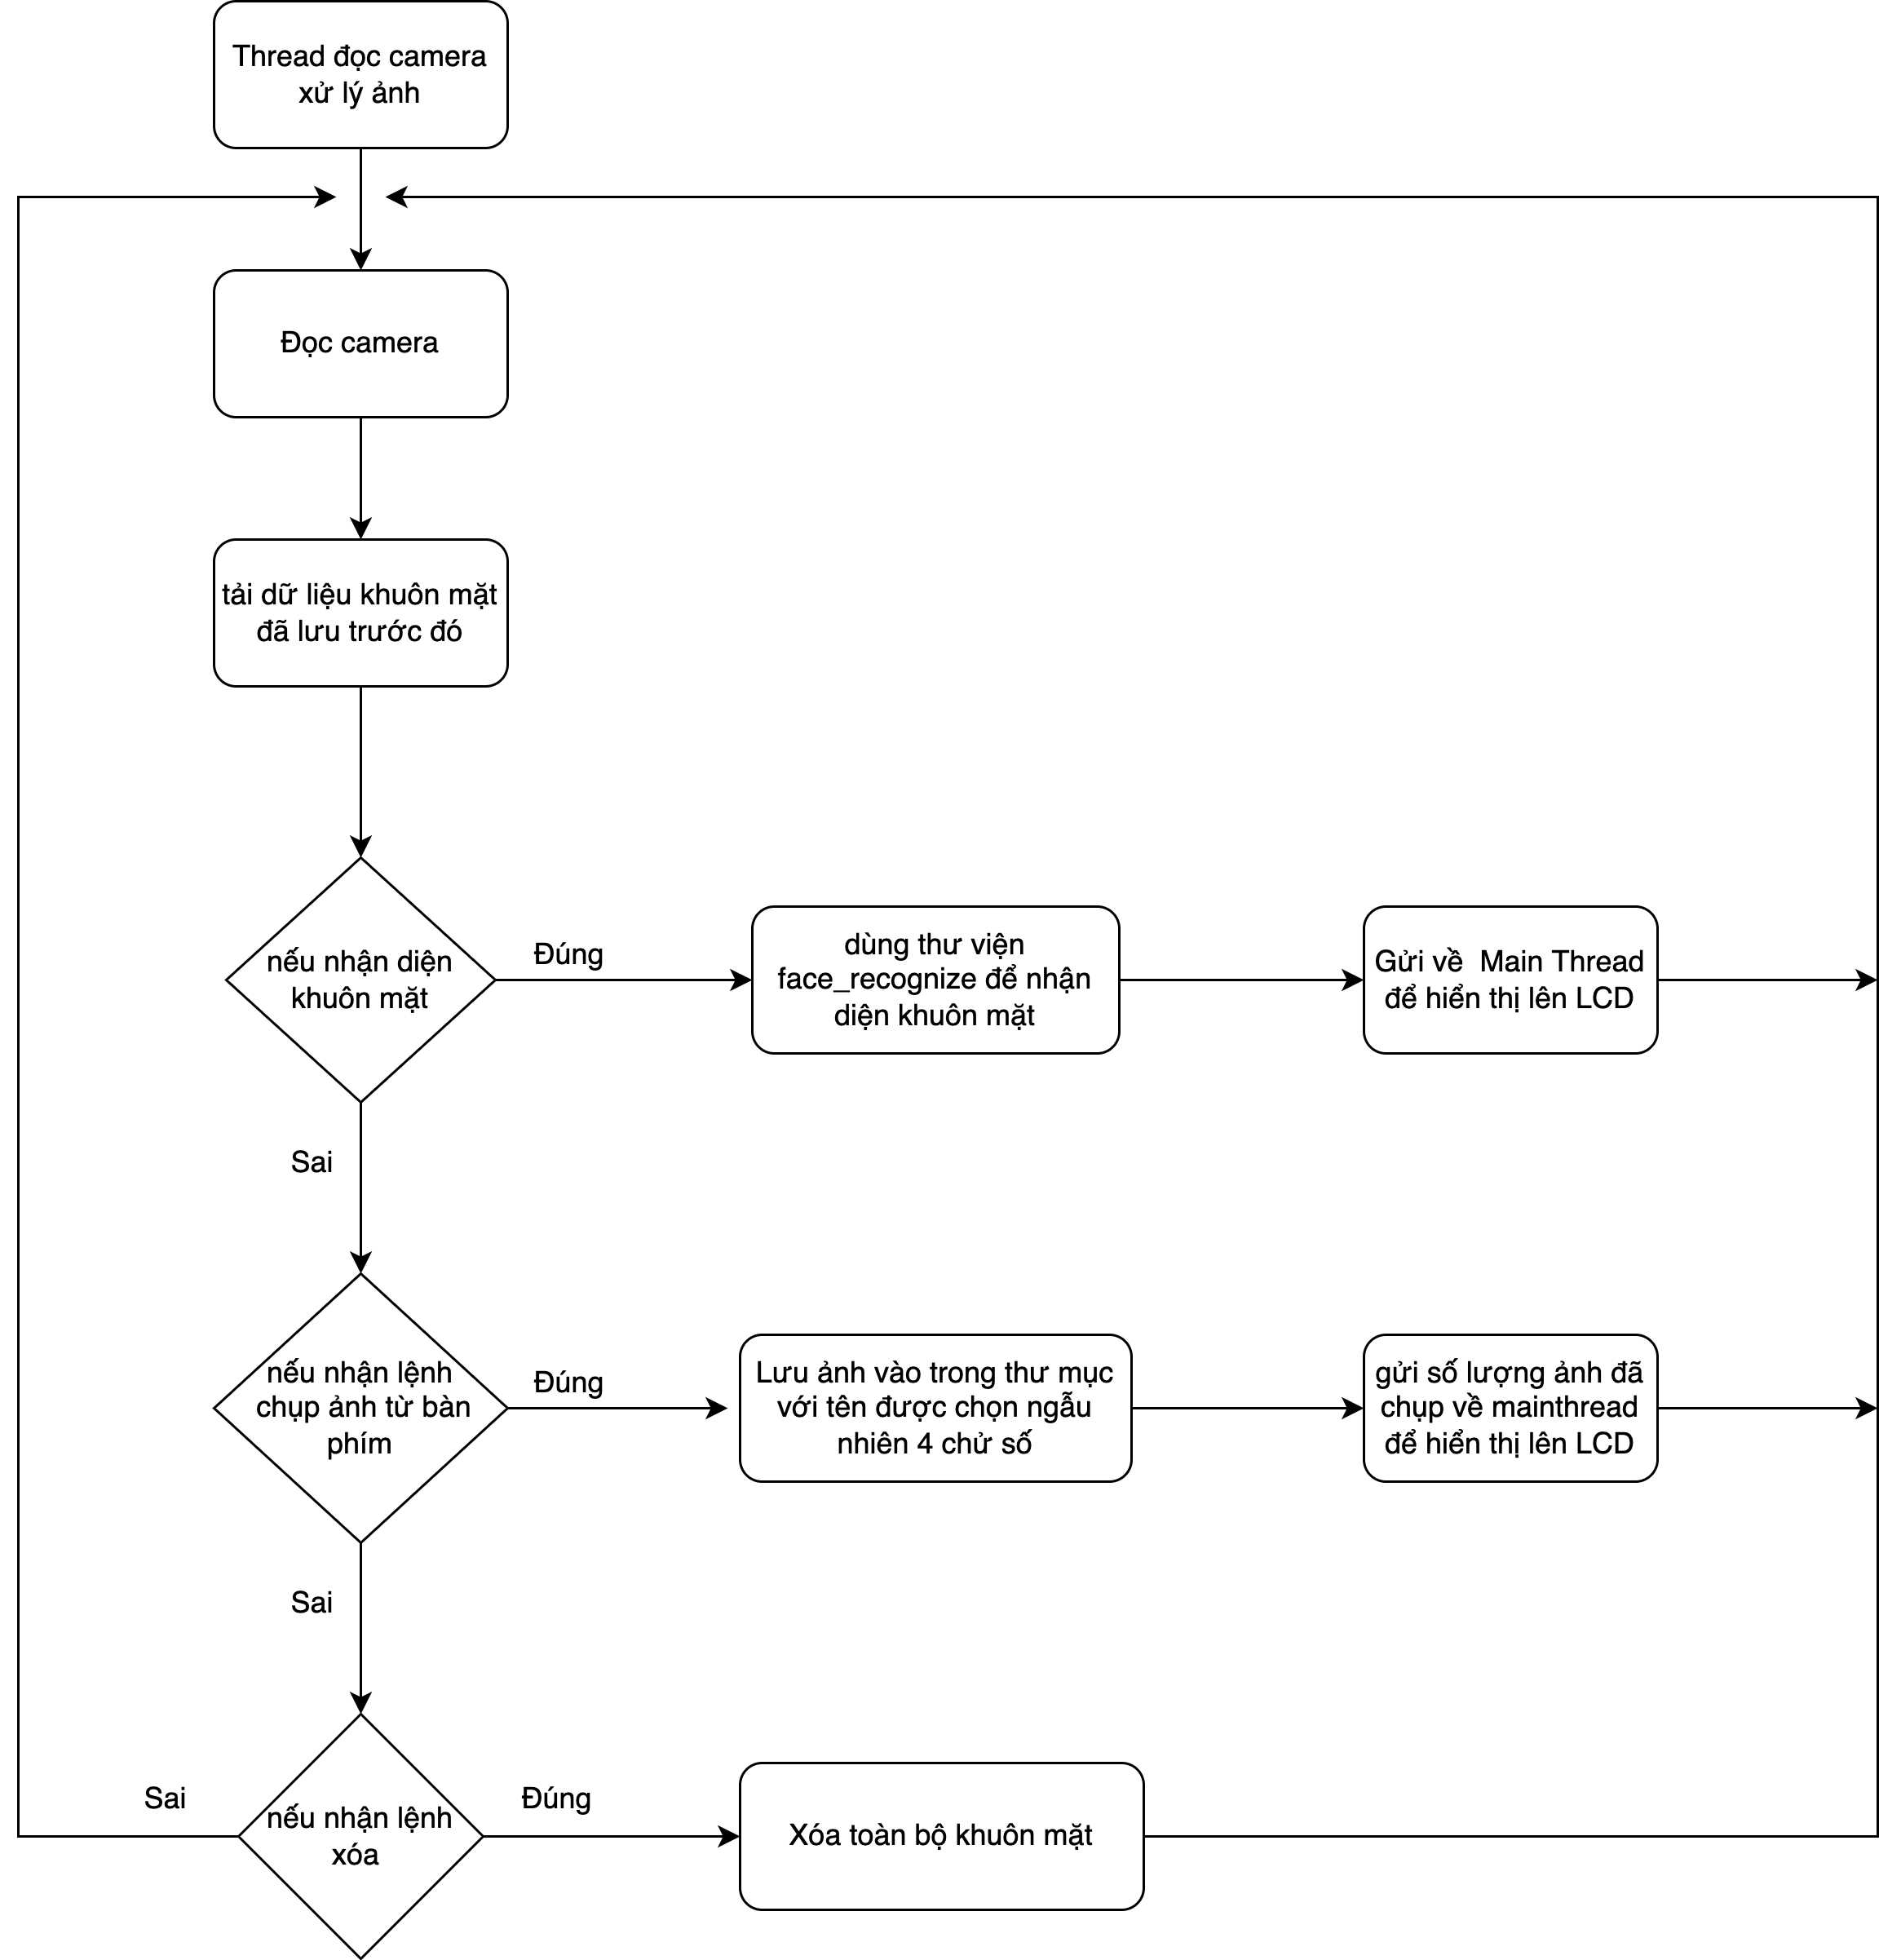 Thread đọc camera
xử lý ảnh
Đọc camera
tải dữ liệu khuôn mặt
đã lưu trước đó
nếu nhận diện
khuôn mặt
Đúng
dùng thư viện
face_recognize để nhận
diện khuôn mặt
Gửi về  Main Thread
để hiển thị lên LCD
Sai
nếu nhận lệnh
chụp ảnh từ bàn
phím
Đúng
Lưu ảnh vào trong thư mục
với tên được chọn ngẫu
nhiên 4 chử số
gửi số lượng ảnh đã
chụp về mainthread
để hiển thị lên LCD
Sai
Sai
nếu nhận lệnh
xóa
Đúng
Xóa toàn bộ khuôn mặt